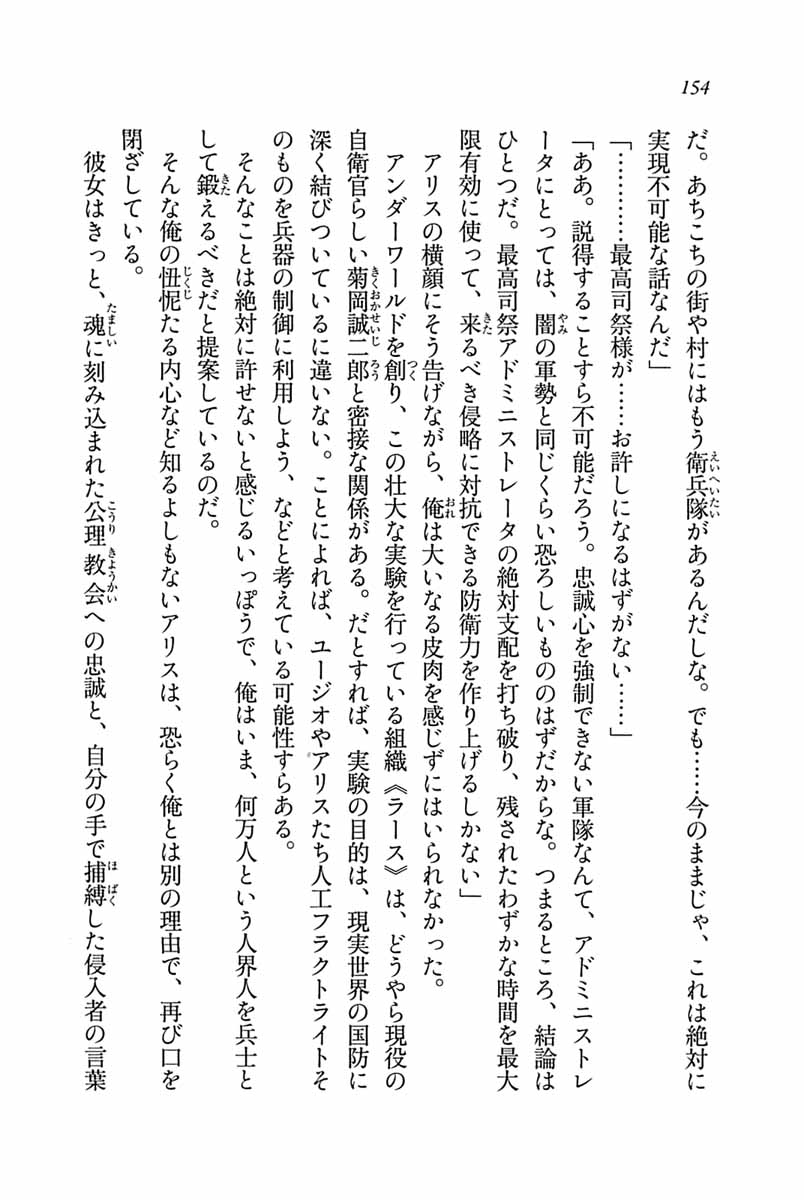 154
だ。あちこちの街や村にはもう衛兵隊があるんだしな。でも……今のままじゃ、これは絶対に
実現不可能な話なんだ」
「…………最高司祭様が……お許しになるはずがない……」
「ああ。説得することすら不可能だろう。忠誠心を強制できない軍隊なんて、アドミニストレ
ータにとっては、闇の軍勢と同じくらい恐ろしいもののはずだからな。つまるところ、結論は
ひとつだ。最高司祭アドミニストレータの絶対支配を打ち破り、残されたわずかな時間を最大
限有効に使って、来るべき侵略に対抗できる防衛力を作り上げるしかない」
アリスの横顔にそう告げながら、俺は大いなる皮肉を感じずにはいられなかった。
アンダーワールドを創り、この壮大な実験を行っている組織《ラース》は、どうやら現役の
自衛官らしい菊岡誠二郎と密接な関係がある。だとすれば、実験の目的は、現実世界の国防に
深く結びついているに違いない。ことによれば、ユージオやアリスたち人工フラクトライトそ
のものを兵器の制御に利用しよう、などと考えている可能性すらある。
そんなことは絶対に許せないと感じるいっぽうで、俺はいま、何万人という人界人を兵士と
して鍛えるべきだと提案しているのだ。
そんな俺の忸怩たる内心など知るよしもないアリスは、恐らく俺とは別の理由で、再び口を
閉ざしている。
彼女はきっと、魂に刻み込まれた公理教会への忠誠と、自分の手で捕縛した侵入者の言葉